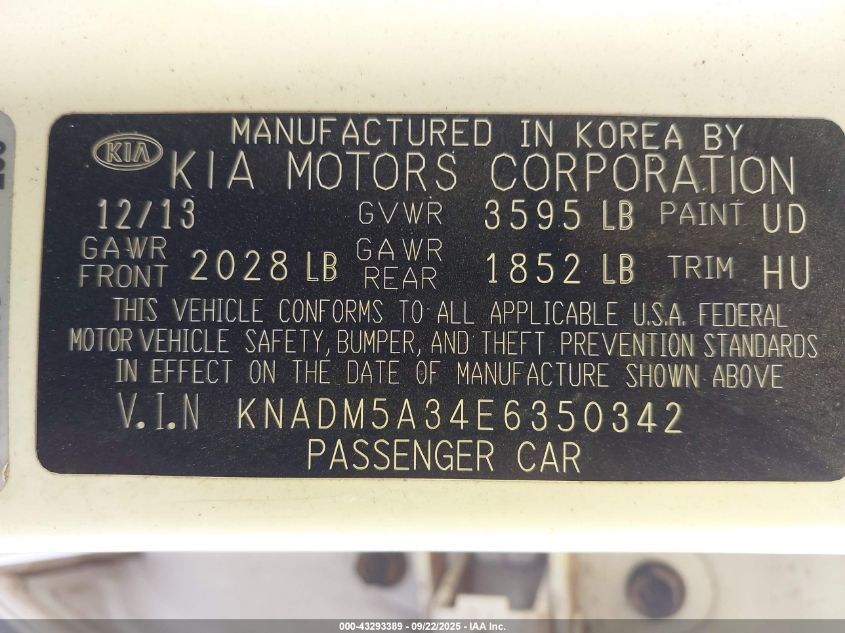 MANUFACTURED IN KOREA BY
KIA KIA MOTORS CORPORATION
12/13 GVWR 3595 LB PAINT UD
GAWR FRONT 2028 LB GAWR REAR 1852 LB TRIM HU
THIS VEHICLE CONFORMS TO ALL APPLICABLE U.S.A. FEDERAL
MOTOR VEHICLE SAFETY, BUMPER, AND THEFT PREVENTION STANDARDS
IN EFFECT ON THE DATE OF MANUFACTURE SHOWN ABOVE
V.I.N KNADM5A34E6350342
PASSENGER CAR
000-43293389 - 09/22/2025 - IAA Inc.